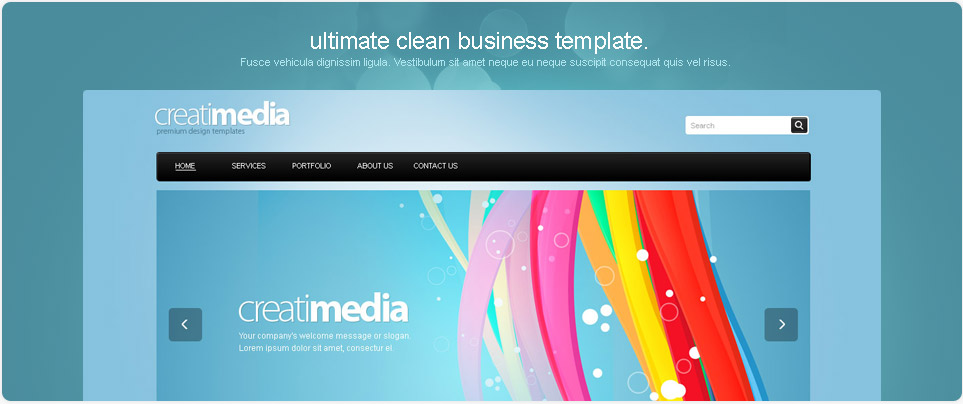 ultimate clean business template.
Fusce vehicula dignissim ligula. Vestibulum sit amet neque eu neque suscipit consequat quis vel risus.
creatimedia
premium design templates
Search
HOME SERVICES PORTFOLIO ABOUT US CONTACT US
creatimedia
Your company's welcome message or slogan.
Lorem ipsum dolor sit amet, consectur el.